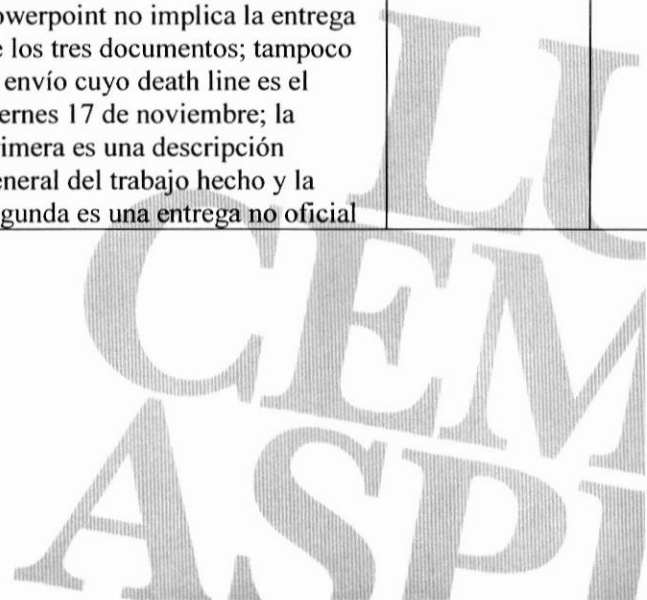 owerpoint no implica la entrega
e los tres documentos; tampoco
envío cuyo death line es el
ernes 17 de noviembre; la
imera es una descripción
eneral del trabajo hecho y la
gunda es una entrega no oficial
LU
CEM
ASPI